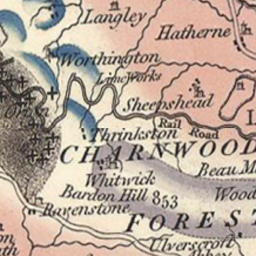 Langley
Hatherne
Worthington
Lime Works
Sheepshead
Rail Road
Thrinkston
CHARNWOOD
Beau M
Whitwick
Bardon Hill 853
Wood
Ravenstone
FOREST
Ulverscroft
Abbey